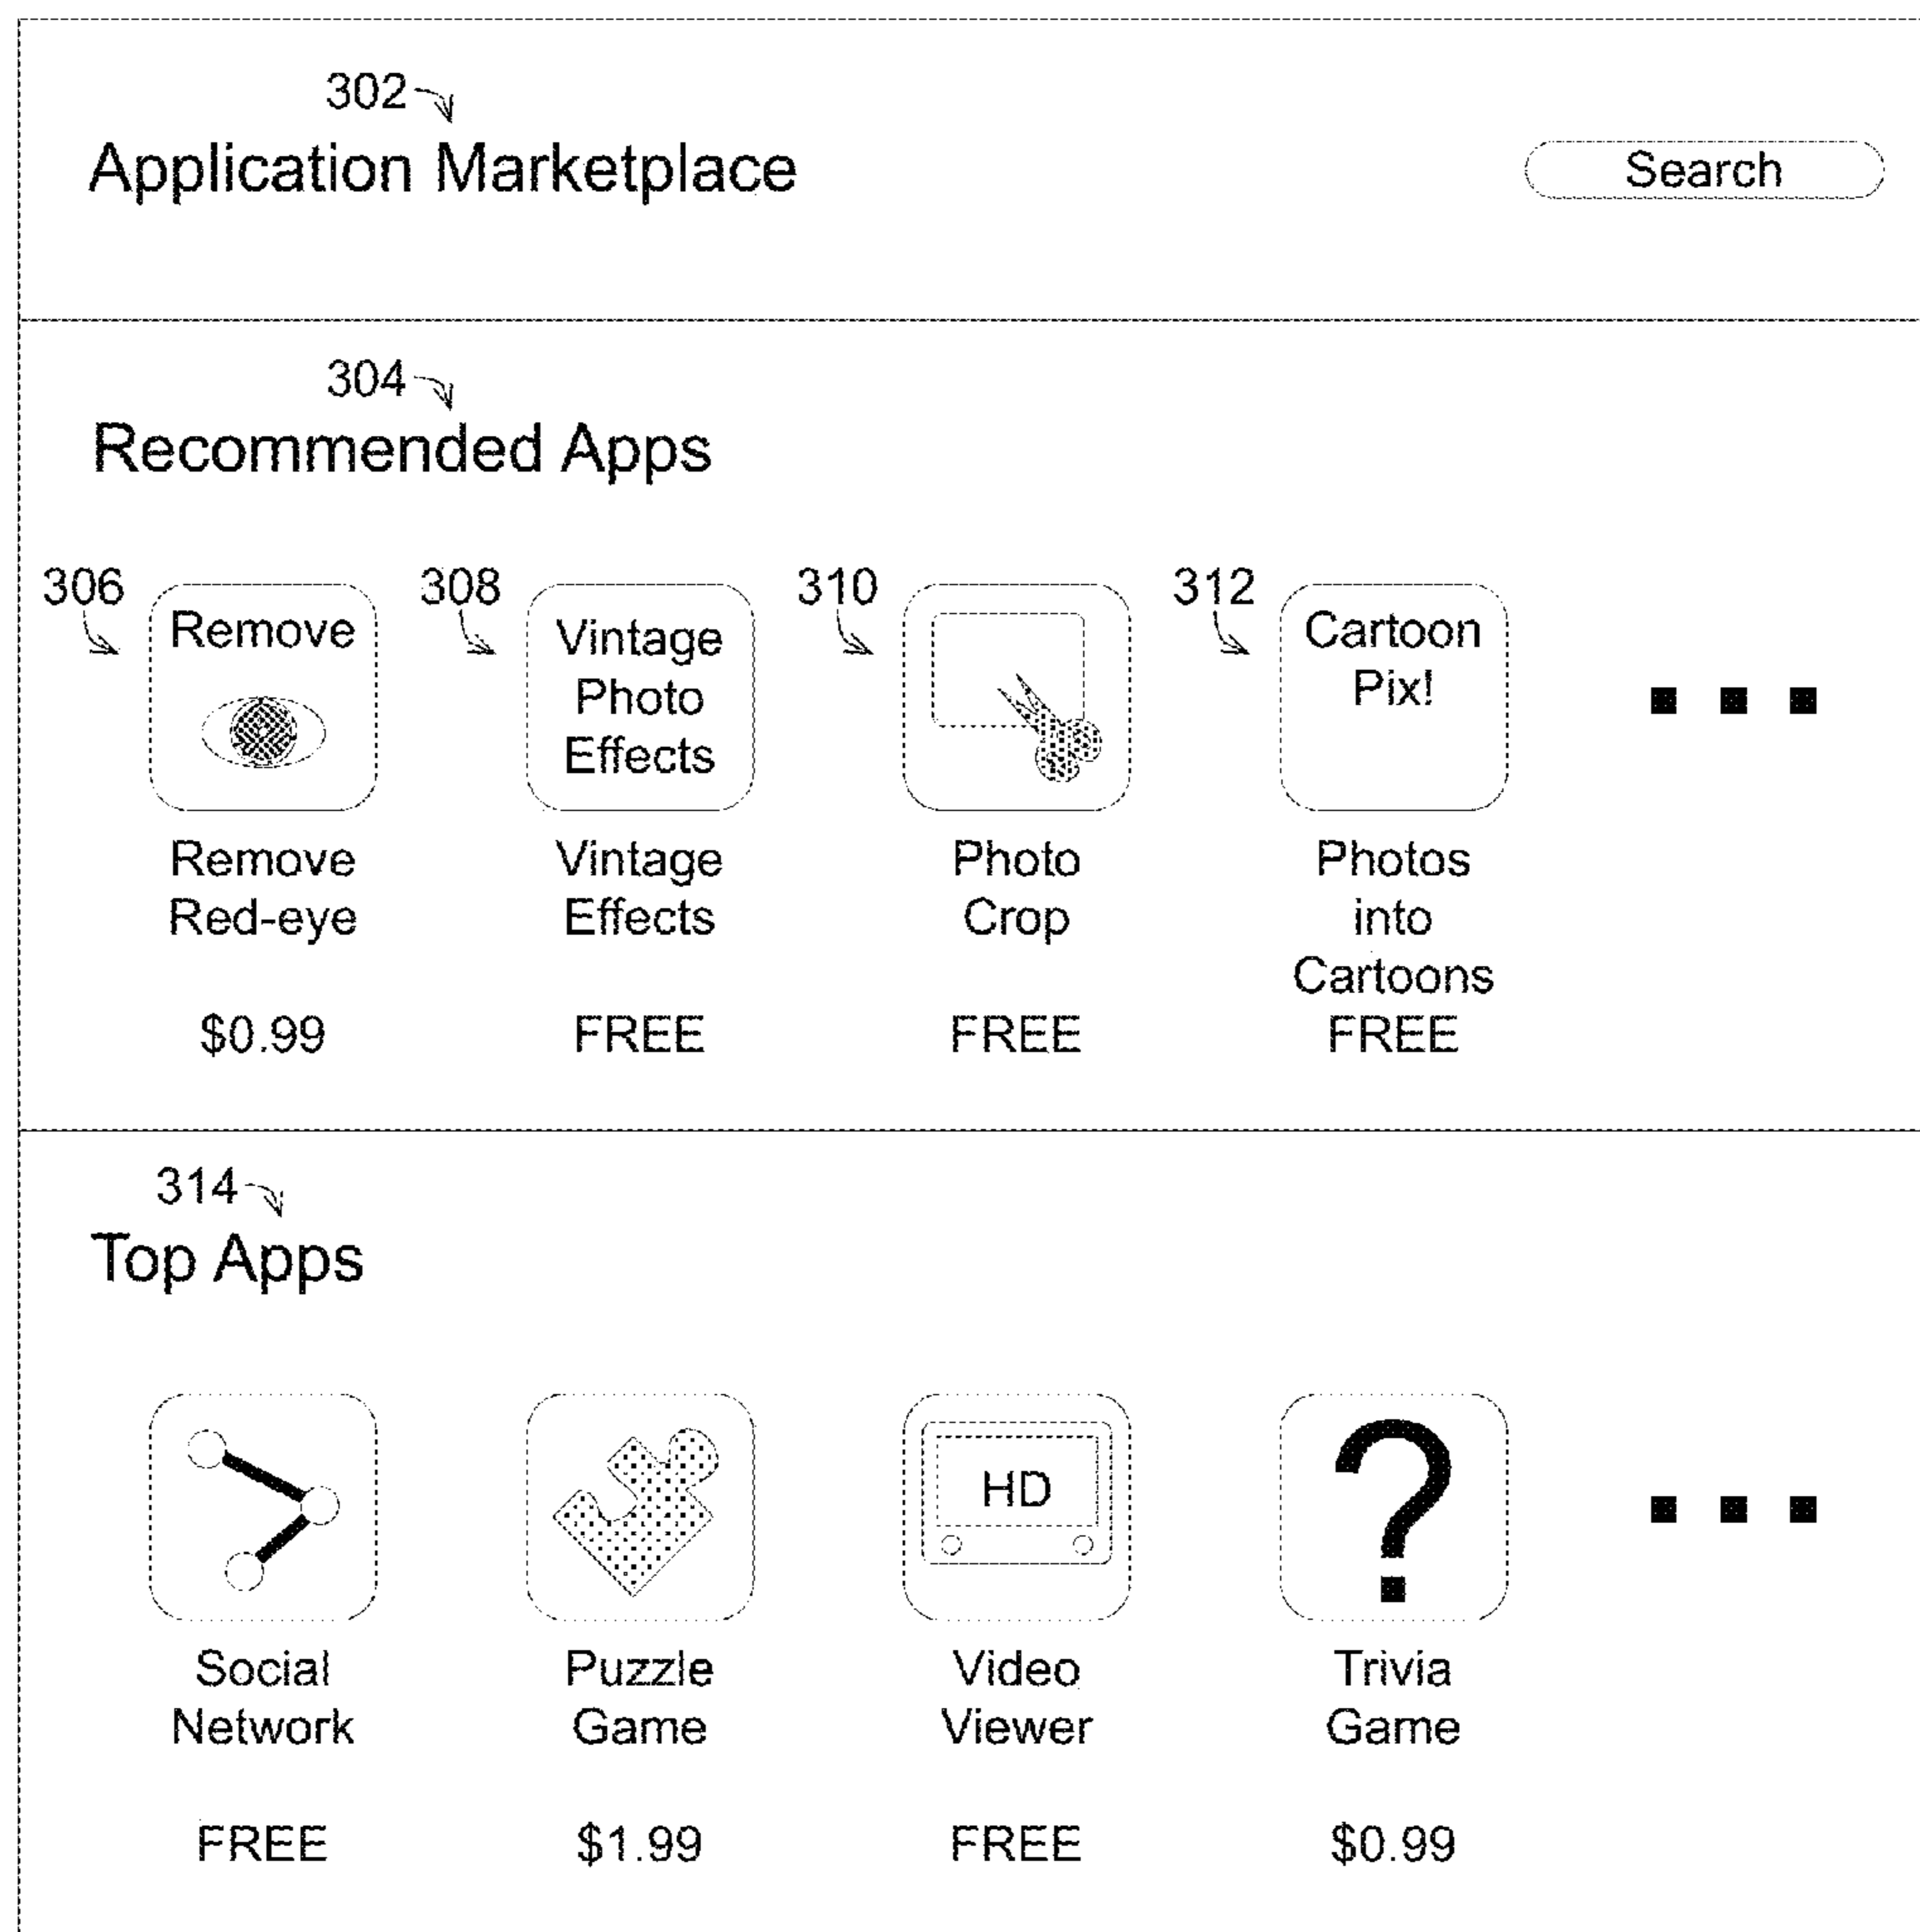 302
Application Marketplace
Search
304
Recommended Apps
306
308
310
312
Remove
Vintage
Photo
Effects
Cartoon
Pix!
Remove
Red-eye
$0.99
Vintage
Effects
FREE
Photo
Crop
FREE
Photos
into
Cartoons
FREE
314
Top Apps
HD
?
Social
Network
FREE
Puzzle
Game
$1.99
Video
Viewer
FREE
Trivia
Game
$0.99